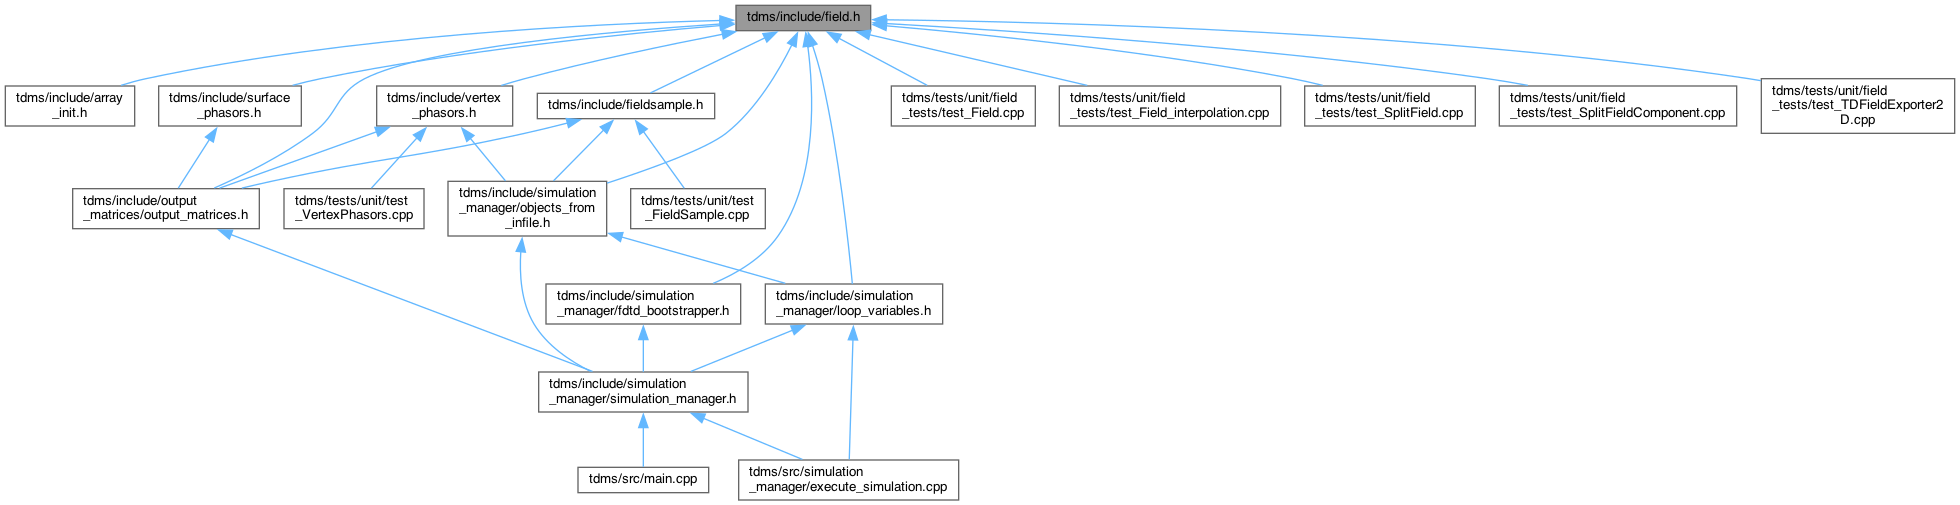 tdms/include/field.h
tdms/include/array
_init.h
tdms/include/surface
_phasors.h
tdms/include/vertex
_phasors.h
tdms/include/fieldsample.h
tdms/tests/unit/field
_tests/test_Field.cpp
tdms/tests/unit/field
_tests/test_Field_interpolation.cpp
tdms/tests/unit/field
_tests/test_SplitField.cpp
tdms/tests/unit/field
_tests/test_SplitFieldComponent.cpp
tdms/tests/unit/field
_tests/test_TDFieldExporter2
D.cpp
tdms/include/output
_matrices/output_matrices.h
tdms/tests/unit/test
_VertexPhasors.cpp
tdms/include/simulation
_manager/objects_from
_infile.h
tdms/tests/unit/test
_FieldSample.cpp
tdms/include/simulation
_manager/fdtd_bootstrapper.h
tdms/include/simulation
_manager/loop_variables.h
tdms/include/simulation
_manager/simulation_manager.h
tdms/src/main.cpp
tdms/src/simulation
_manager/execute_simulation.cpp